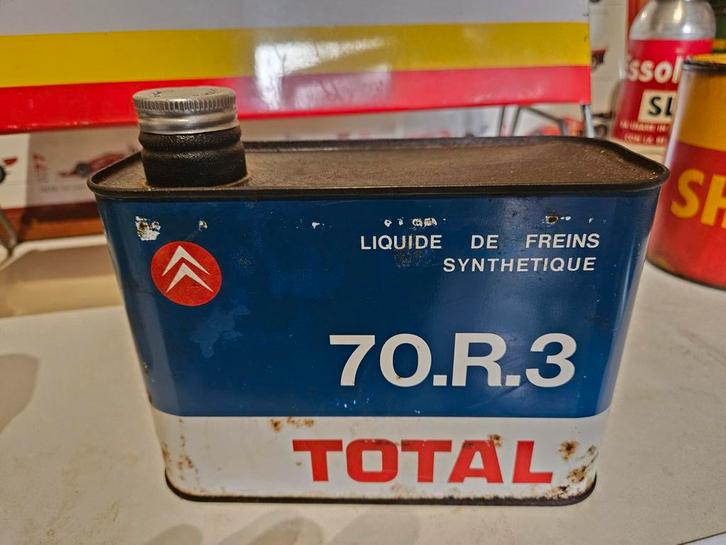 LIQUIDE DE FREINS
SYNTHETIQUE
70.R.3
TOTAL